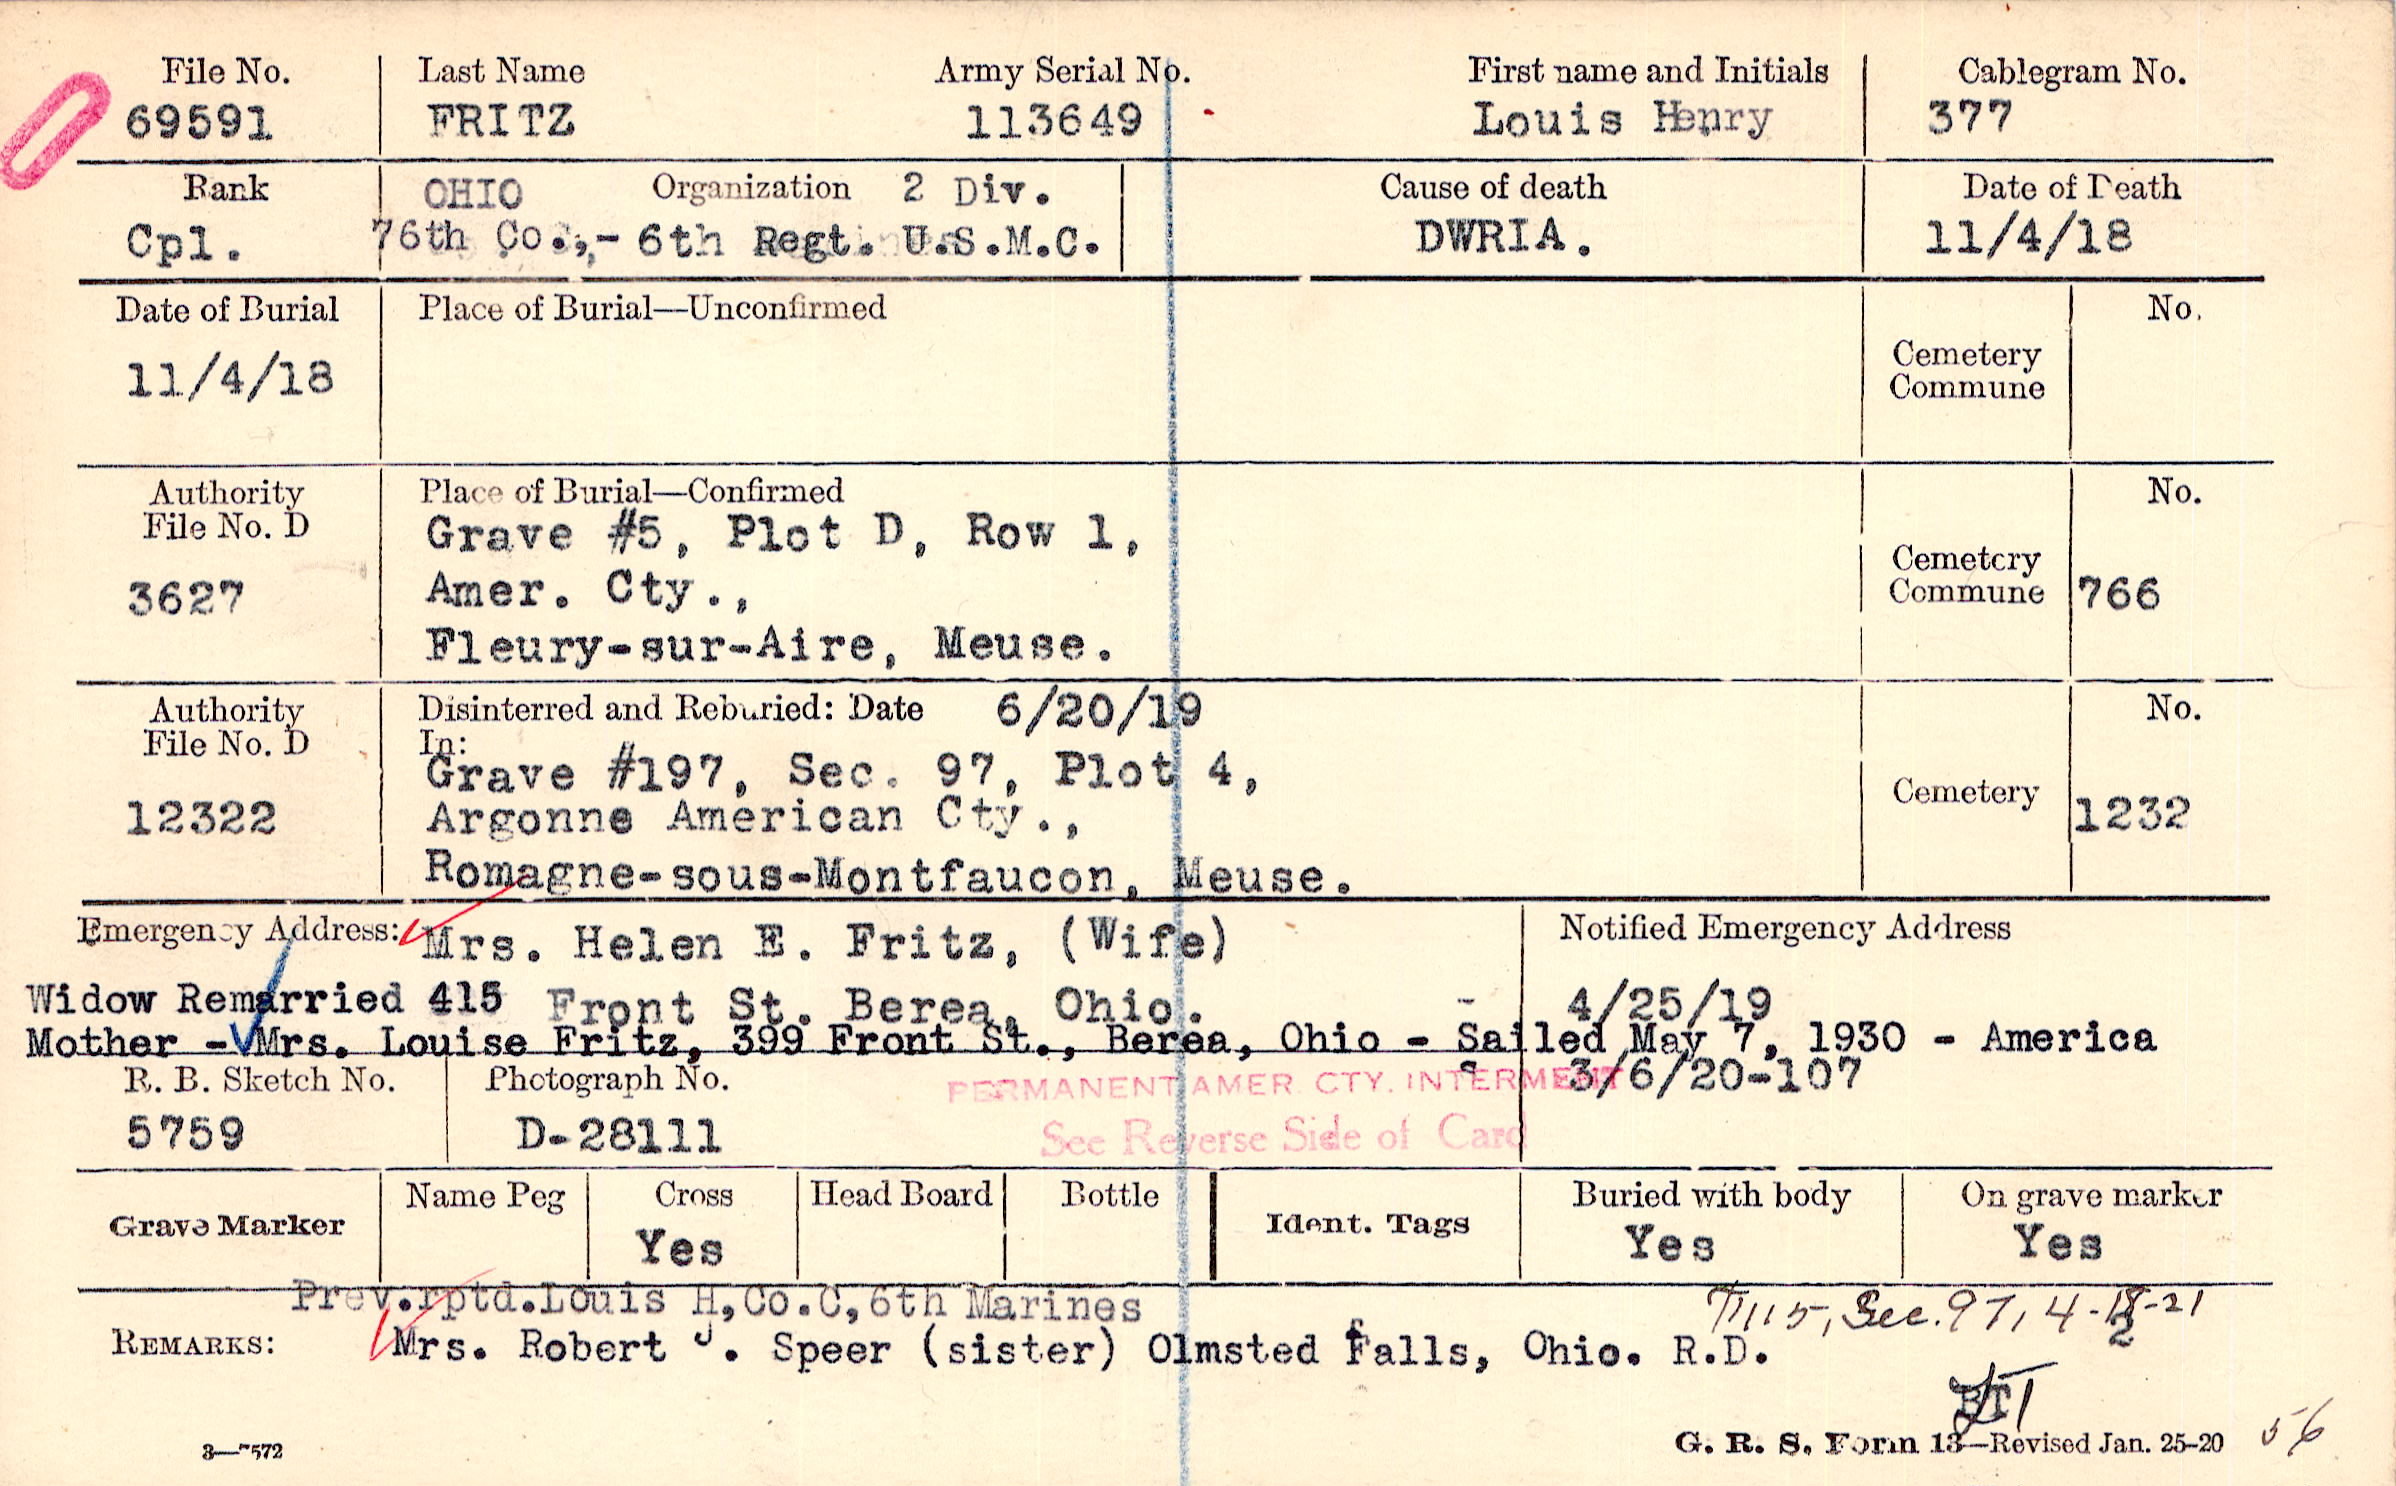 File No. Last Name Army Serial No. First name and Initials Cablegram No.
69591 FRITZ 113649 Louis Henry 377
Rank OHIO Organization 2 Div. Cause of death Date of Death
Cpl. 76th Co.,- 6th Regt. U.S.M.C. DWRIA. 11/4/18
Date of Burial Place of Burial—Unconfirmed No.
11/4/18 Cemetery
Commune
Authority Place of Burial—Confirmed No.
File No. D Grave #5, Plot D, Row 1,
3627 Amer. Cty., Cemetery
Commune 766
Fleury-sur-Aire, Meuse.
Authority Disinterred and Reburied: Date 6/20/19 No.
File No. D In:
Grave #197, Sec. 97, Plot 4, Cemetery
12322 Argonne American Cty., 1232
Romagne-sous-Montfaucon, Meuse.
Emergency Address: Mrs. Helen E. Fritz, (Wife) Notified Emergency Address
Widow Remarried 415 Front St. Berea, Ohio. - 4/25/19
Mother - Mrs. Louise Fritz, 399 Front St., Berea, Ohio - Sailed May 7, 1930 - America
R. B. Sketch No. Photograph No. PERMANENT AMER. CTY. INTERMENT 3/6/20-107
5759 D-28111 See Reverse Side of Card
Grave Marker Name Peg Cross Head Board Bottle Ident. Tags Buried with body On grave marker
Yes Yes Yes
Prev.rptd.Louis H,Co.C,6th Marines Sec. 97, 4-
REMARKS: Mrs. Robert J. Speer (sister) Olmsted Falls, Ohio. R.D.
3—7572 G. R. S. Form 13—Revised Jan. 25-20 56